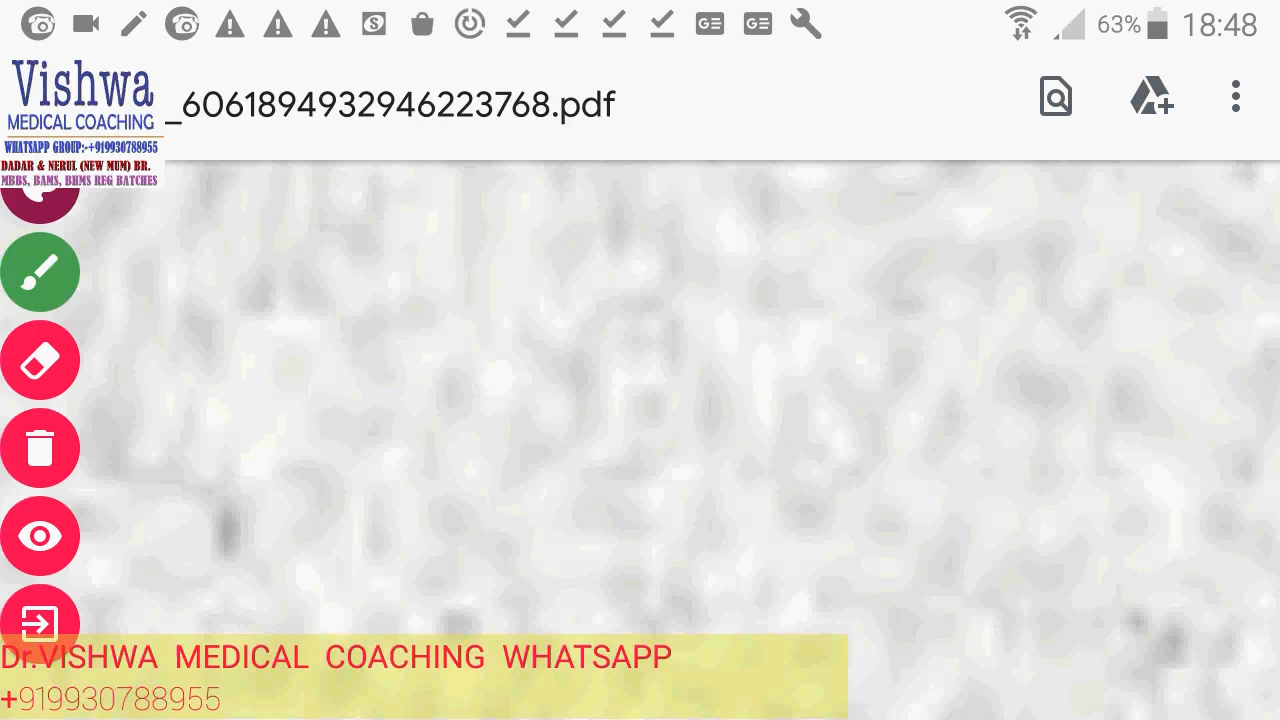 63% 18:48
Vishwa
MEDICAL COACHING
WHATSAPP GROUP:-+919930788955
DADAR & NERUL (NEW MUM) BR.
MBBS, BAMS, BHMS REG BATCHES
_6061894932946223768.pdf
Dr.VISHWA MEDICAL COACHING WHATSAPP
+919930788955